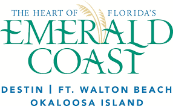 THE HEART OF FLORIDA'S
EMERALD
COAST
DESTIN | FT. WALTON BEACH
OKALOOSA ISLAND